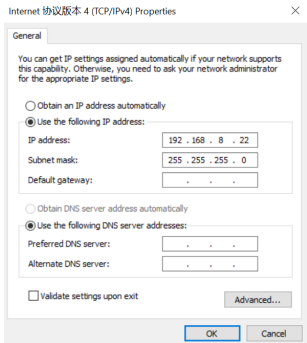 Internet 协议版本 4 (TCP/IPv4) Properties
General
You can get IP settings assigned automatically if your network supports
this capability. Otherwise, you need to ask your network administrator
for the appropriate IP settings.
Obtain an IP address automatically
Use the following IP address:
IP address: 192 . 168 . 8 . 22
Subnet mask: 255 . 255 . 255 . 0
Default gateway: . . .
Obtain DNS server address automatically
Use the following DNS server addresses:
Preferred DNS server: . . .
Alternate DNS server: . . .
Validate settings upon exit
Advanced...
OK Cancel